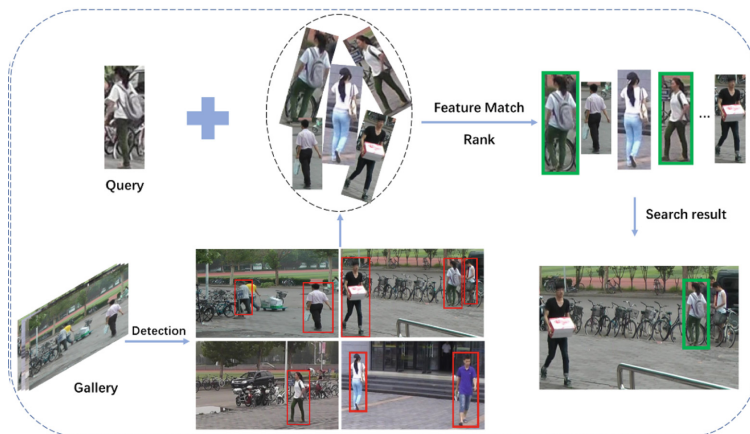 Feature Match
Rank
...
Query
Search result
Detection
Gallery